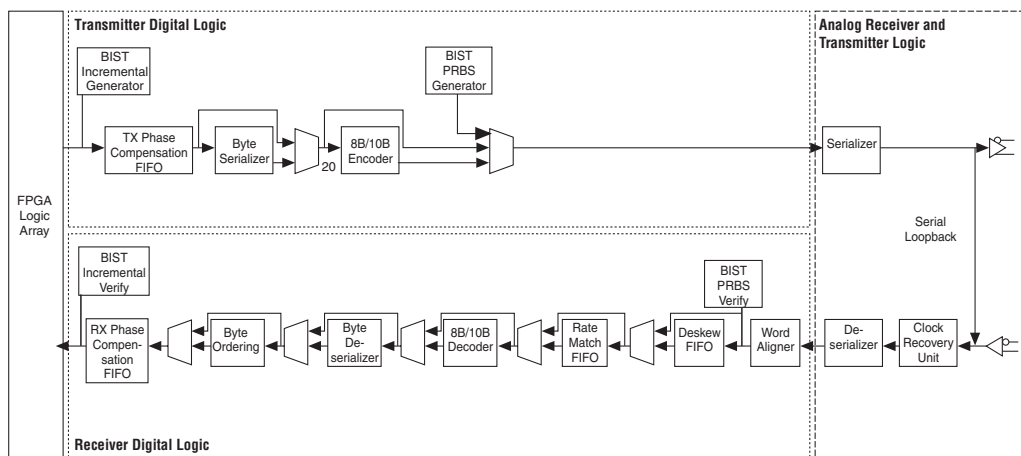 Transmitter Digital Logic
Analog Receiver and
Transmitter Logic
BIST
Incremental
Generator
BIST
PRBS
Generator
TX Phase
Compensation
FIFO
Byte
Serializer
20
8B/10B
Encoder
Serializer
FPGA
Logic
Array
Serial
Loopback
BIST
Incremental
Verify
BIST
PRBS
Verify
RX Phase
Compen-
sation
FIFO
Byte
Ordering
Byte
De-
serializer
8B/10B
Decoder
Rate
Match
FIFO
Deskew
FIFO
Word
Aligner
De-
serializer
Clock
Recovery
Unit
Receiver Digital Logic